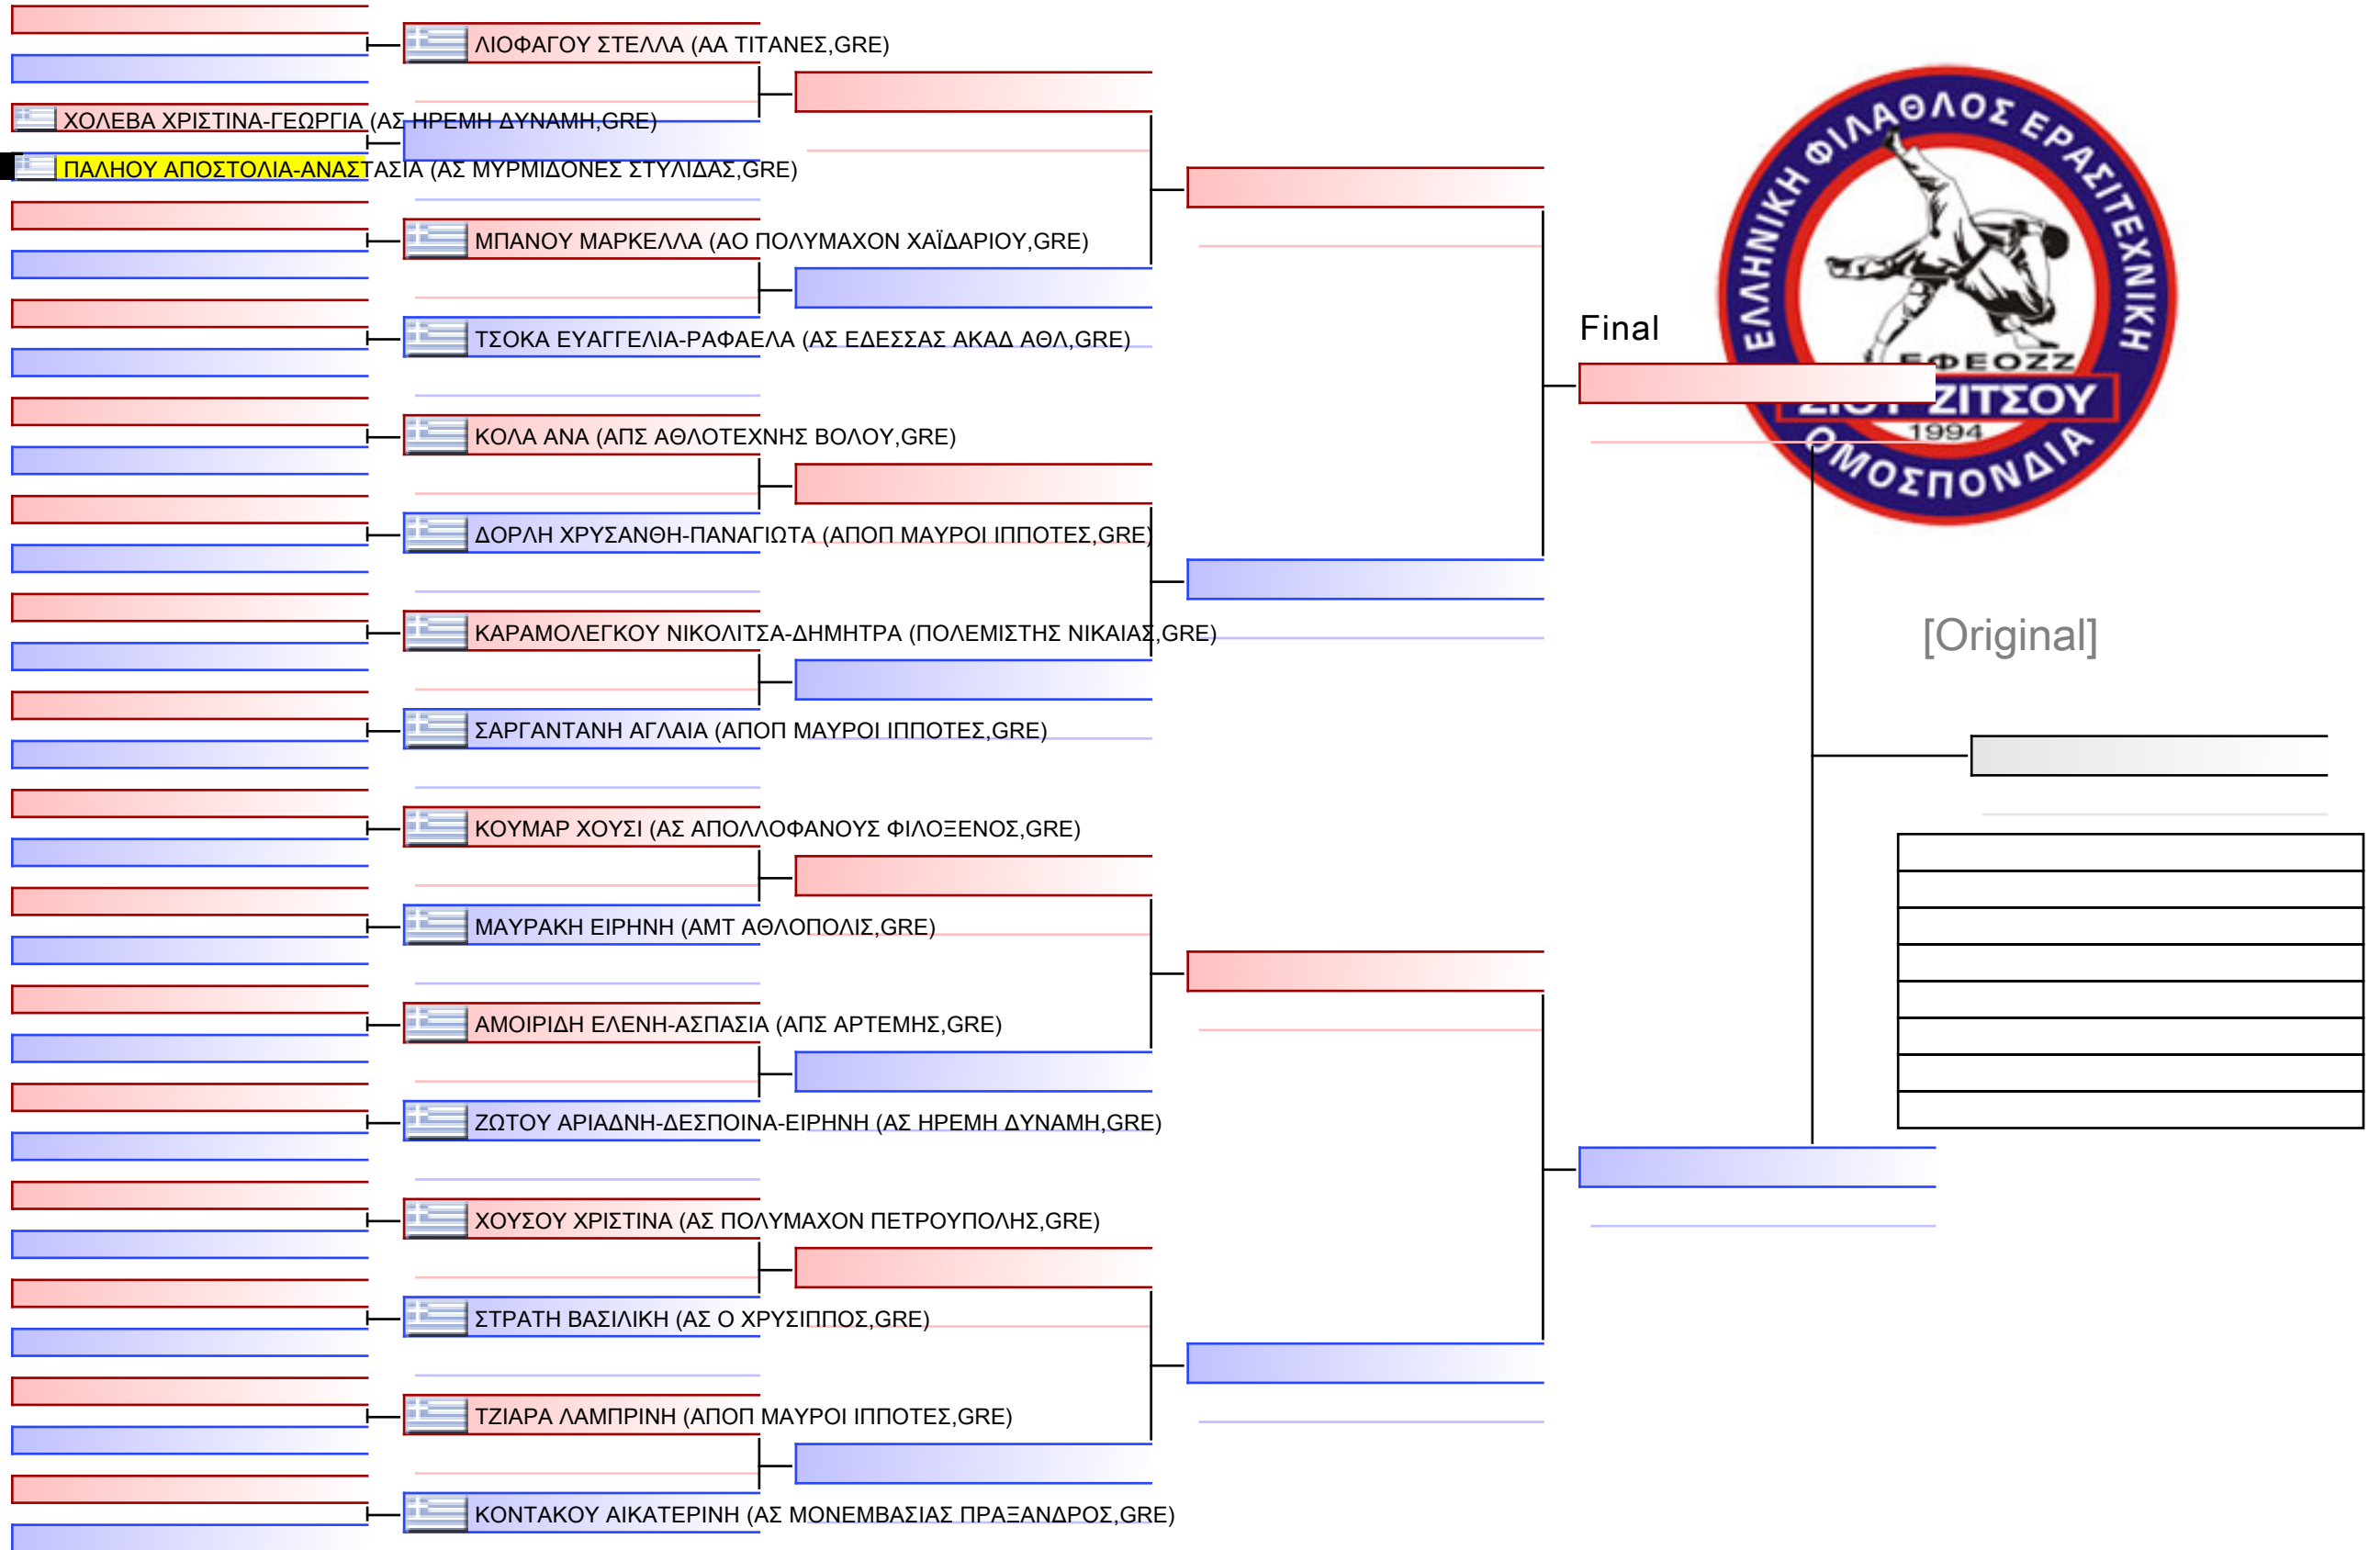 ΛΙΟΦΑΓΟΥ ΣΤΕΛΛΑ (ΑΑ ΤΙΤΑΝΕΣ,GRE)
ΧΟΛΕΒΑ ΧΡΙΣΤΙΝΑ-ΓΕΩΡΓΙΑ (ΑΣ ΗΡΕΜΗ ΔΥΝΑΜΗ,GRE)
ΠΑΛΗΟΥ ΑΠΟΣΤΟΛΙΑ-ΑΝΑΣΤΑΣΙΑ (ΑΣ ΜΥΡΜΙΔΟΝΕΣ ΣΤΥΛΙΔΑΣ,GRE)
ΜΠΑΝΟΥ ΜΑΡΚΕΛΛΑ (ΑΟ ΠΟΛΥΜΑΧΟΝ ΧΑΪΔΑΡΙΟΥ,GRE)
ΤΣΟΚΑ ΕΥΑΓΓΕΛΙΑ-ΡΑΦΑΕΛΑ (ΑΣ ΕΔΕΣΣΑΣ ΑΚΑΔ ΑΘΛ,GRE)
ΚΟΛΑ ΑΝΑ (ΑΠΣ ΑΘΛΟΤΕΧΝΗΣ ΒΟΛΟΥ,GRE)
ΔΟΡΛΗ ΧΡΥΣΑΝΘΗ-ΠΑΝΑΓΙΩΤΑ (ΑΠΟΠ ΜΑΥΡΟΙ ΙΠΠΟΤΕΣ,GRE)
ΚΑΡΑΜΟΛΕΓΚΟΥ ΝΙΚΟΛΙΤΣΑ-ΔΗΜΗΤΡΑ (ΠΟΛΕΜΙΣΤΗΣ ΝΙΚΑΙΑΣ,GRE)
ΣΑΡΓΑΝΤΑΝΗ ΑΓΛΑΙΑ (ΑΠΟΠ ΜΑΥΡΟΙ ΙΠΠΟΤΕΣ,GRE)
ΚΟΥΜΑΡ ΧΟΥΣΙ (ΑΣ ΑΠΟΛΛΟΦΑΝΟΥΣ ΦΙΛΟΞΕΝΟΣ,GRE)
ΜΑΥΡΑΚΗ ΕΙΡΗΝΗ (ΑΜΤ ΑΘΛΟΠΟΛΙΣ,GRE)
ΑΜΟΙΡΙΔΗ ΕΛΕΝΗ-ΑΣΠΑΣΙΑ (ΑΠΣ ΑΡΤΕΜΗΣ,GRE)
ΖΩΤΟΥ ΑΡΙΑΔΝΗ-ΔΕΣΠΟΙΝΑ-ΕΙΡΗΝΗ (ΑΣ ΗΡΕΜΗ ΔΥΝΑΜΗ,GRE)
ΧΟΥΣΟΥ ΧΡΙΣΤΙΝΑ (ΑΣ ΠΟΛΥΜΑΧΟΝ ΠΕΤΡΟΥΠΟΛΗΣ,GRE)
ΣΤΡΑΤΗ ΒΑΣΙΛΙΚΗ (ΑΣ Ο ΧΡΥΣΙΠΠΟΣ,GRE)
ΤΖΙΑΡΑ ΛΑΜΠΡΙΝΗ (ΑΠΟΠ ΜΑΥΡΟΙ ΙΠΠΟΤΕΣ,GRE)
ΚΟΝΤΑΚΟΥ ΑΙΚΑΤΕΡΙΝΗ (ΑΣ ΜΟΝΕΜΒΑΣΙΑΣ ΠΡΑΞΑΝΔΡΟΣ,GRE)
Final
ΕΛΛΗΝΙΚΗ ΦΙΛΑΘΛΟΣ ΕΡΑΣΙΤΕΧΝΙΚΗ
ΕΦΕΟΖΖ
ΖΙΤΣΟΥ
1994
ΟΜΟΣΠΟΝΔΙΑ
[Original]